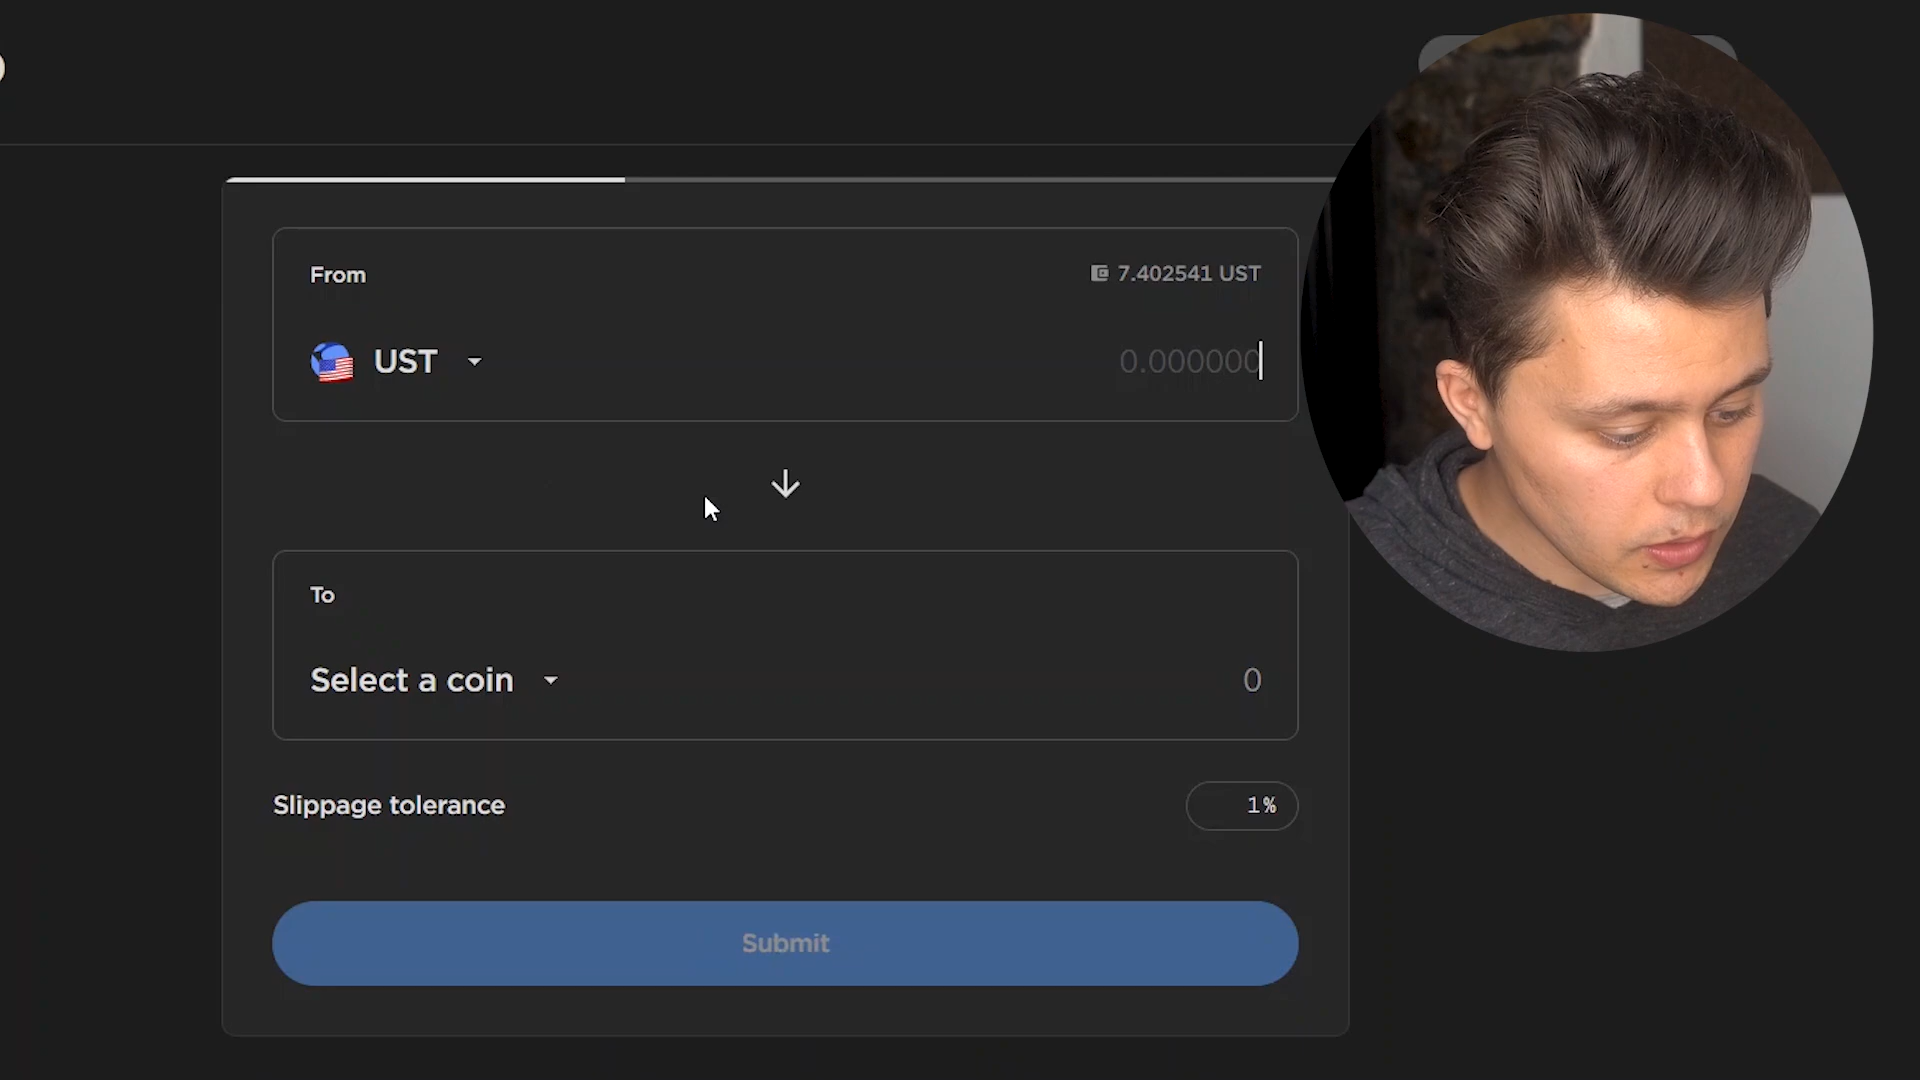 From
7.402541 UST
UST
0.000000
To
Select a coin
0
Slippage tolerance
1%
Submit